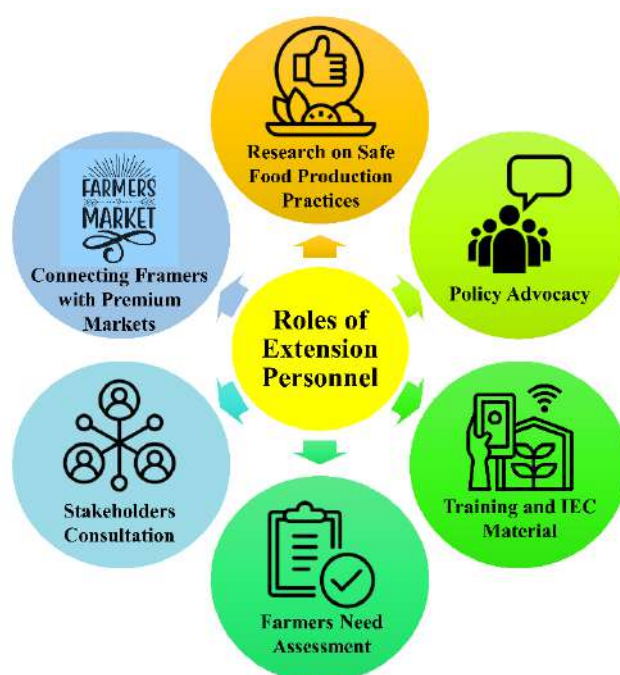 Research on Safe
Food Production
Practices
FARMERS
MARKET
Connecting Framers
with Premium
Markets
Policy Advocacy
Roles of
Extension
Personnel
Stakeholders
Consultation
Training and IEC
Material
Farmers Need
Assessment